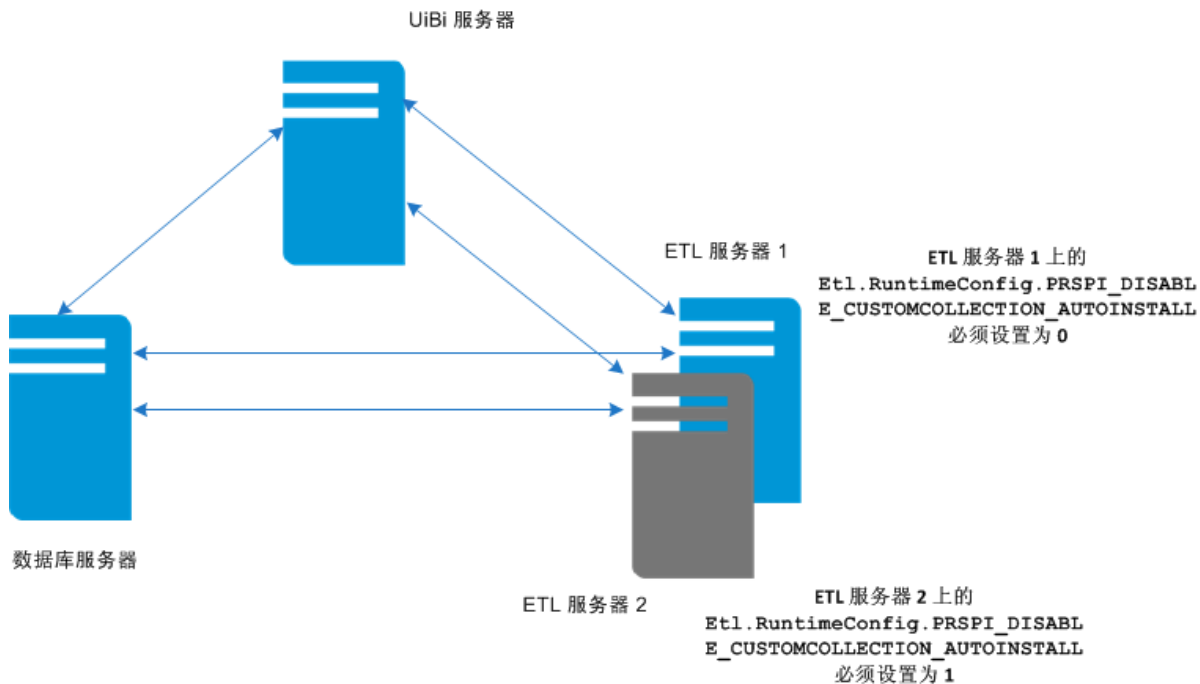 UiBi 服务器
ETL 服务器 1
ETL 服务器 1 上的
Etl.RuntimeConfig.PRSPI_DISABL
E_CUSTOMCOLLECTION_AUTOINSTALL
必须设置为 0
数据库服务器
ETL 服务器 2
ETL 服务器 2 上的
Etl.RuntimeConfig.PRSPI_DISABL
E_CUSTOMCOLLECTION_AUTOINSTALL
必须设置为 1